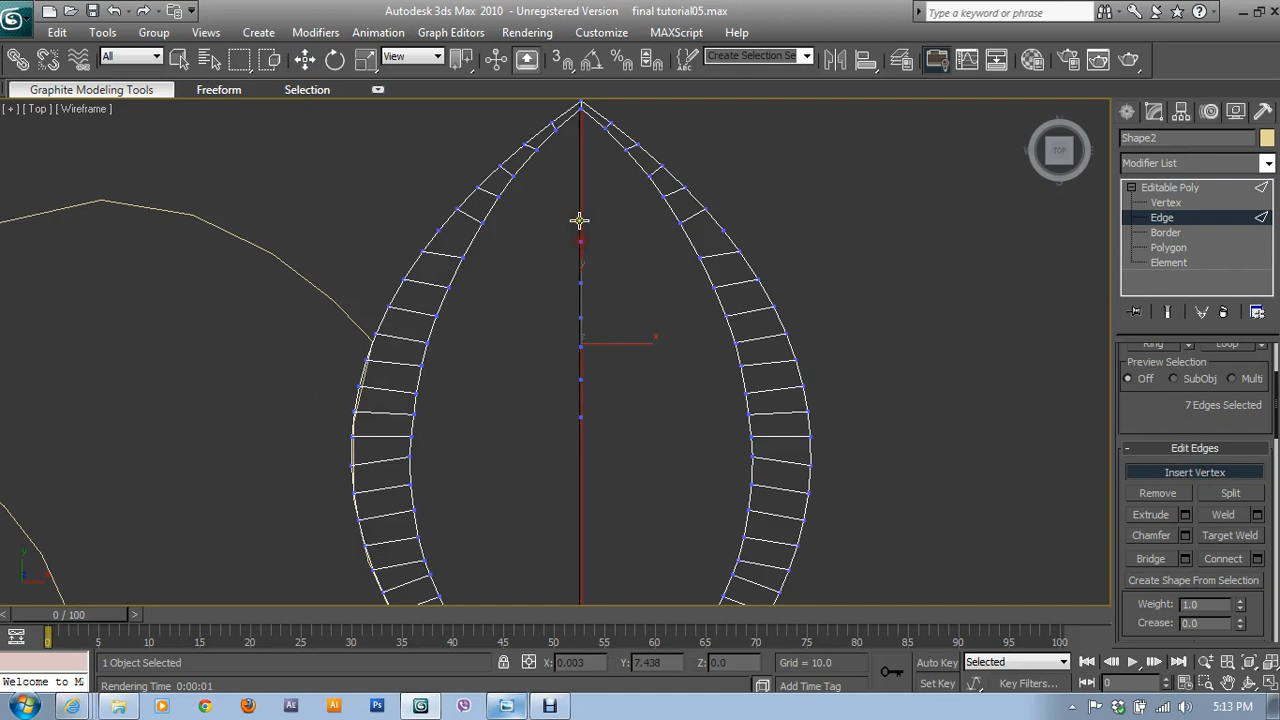 Autodesk 3ds Max 2010 - Unregistered Version final tutorial05.max
Type a keyword or phrase
Edit Tools Group Views Create Modifiers Animation Graph Editors Rendering Customize MAXScript Help
All View 3 Create Selection Se
Graphite Modeling Tools Freeform Selection
[ + ] [ Top ] [ Wireframe ]
TOP
Shape2
Modifier List
Editable Poly
Vertex
Edge
Border
Polygon
Element
y
x
z
Ring Loop
Preview Selection
Off SubObj Multi
7 Edges Selected
Edit Edges
Insert Vertex
Remove Split
Extrude Weld
Chamfer Target Weld
Bridge Connect
Create Shape From Selection
Weight: 1.0
Crease: 0.0
0 / 100
0 5 10 15 20 25 30 35 40 45 50 55 60 65 70 75 80 85 90 95 100
1 Object Selected X: 0.003 Y: 7.438 Z: 0.0 Grid = 10.0 Auto Key Selected
Welcome to M Rendering Time 0:00:01 Add Time Tag Set Key Key Filters... 0
Ae Ai Ps 5:13 PM